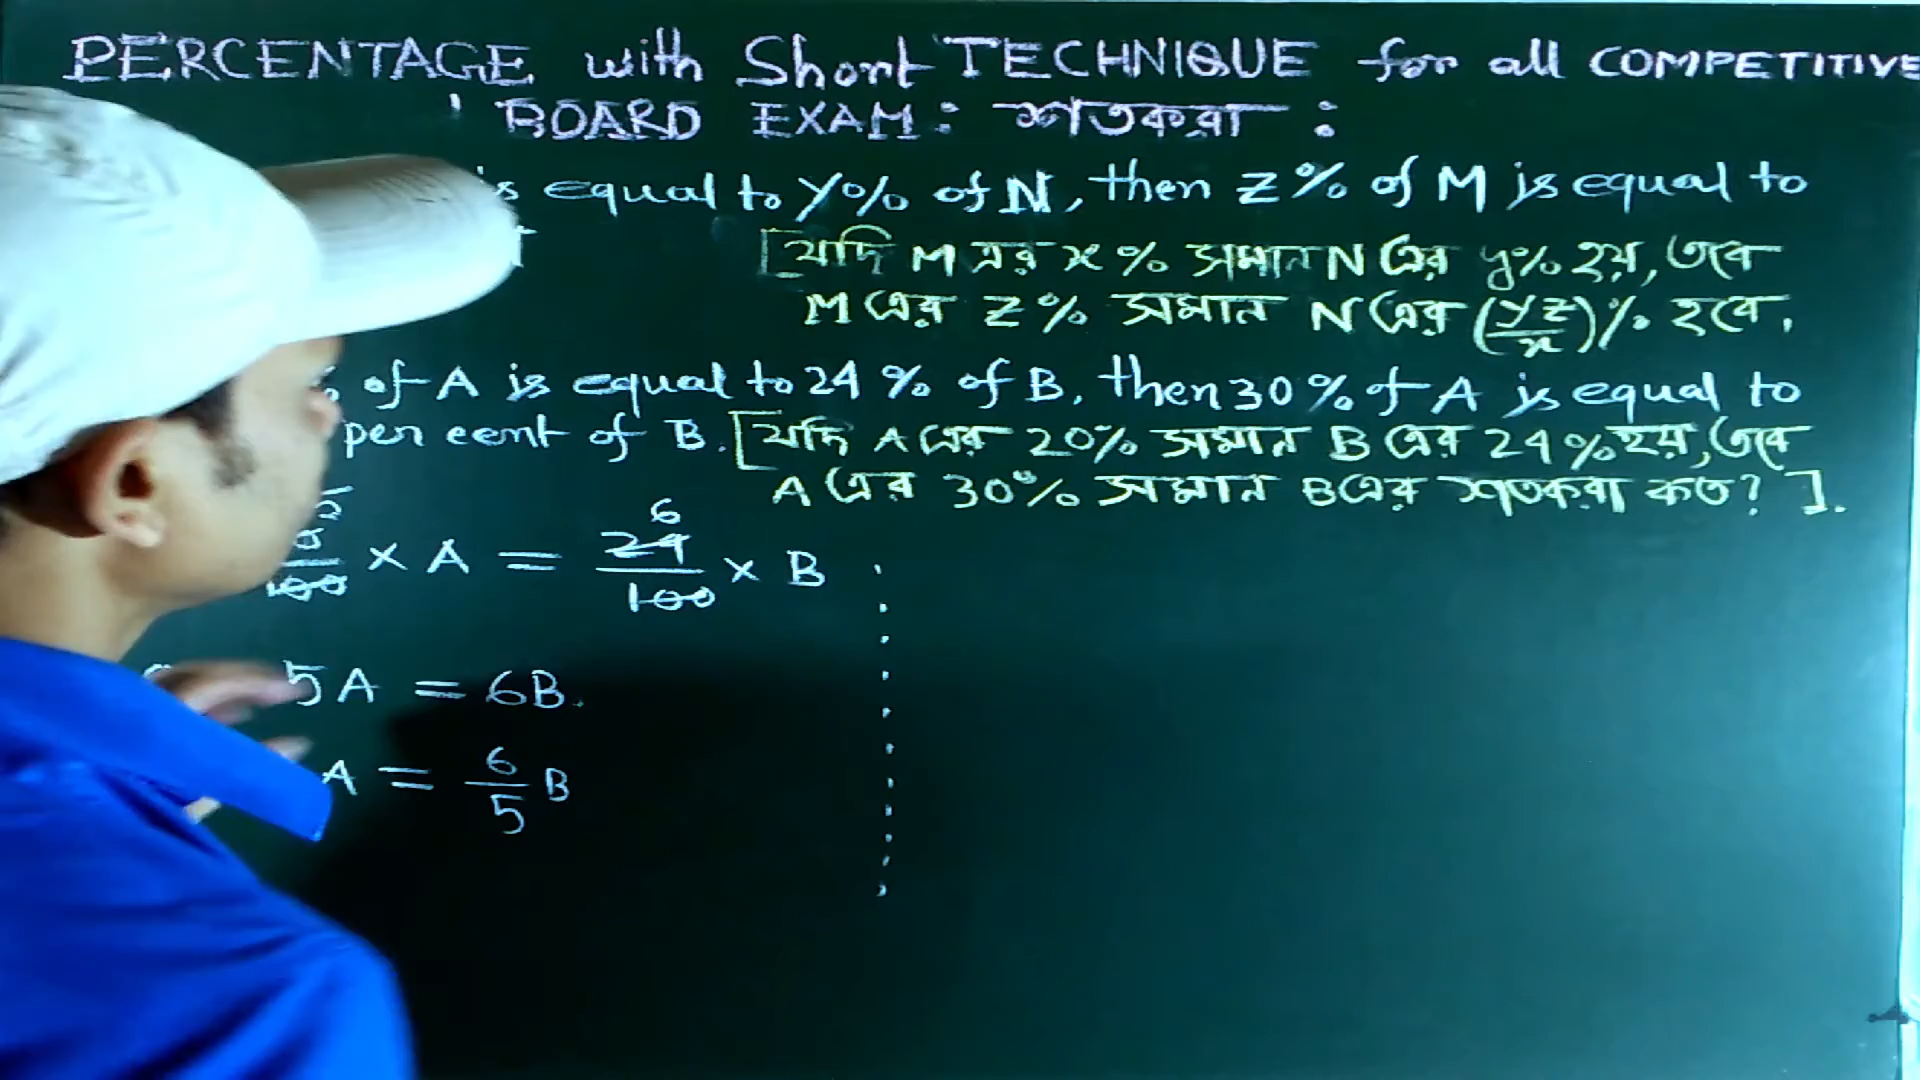 PERCENTAGE with Short TECHNIQUE for all COMPETITIVE
BOARD EXAM: শতকরা :
is equal to Y% of N, then Z% of M is equal to
[যদি M এর x% সমান N এর y% হয়, তবে
M এর Z% সমান N এর (yz/x)% হবে,
of A is equal to 24% of B, then 30% of A is equal to
per cent of B. [যদি A এর 20% সমান B এর 24% হয়, তবে
A এর 30% সমান B এর শতকরা কত? ].
5 6
100 × A = 24/100 × B
5A = 6B.
A = 6/5 B